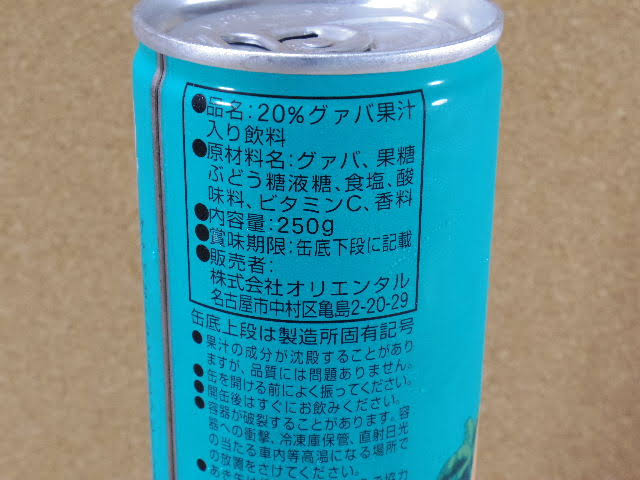 ●品名:20%グァバ果汁
入り飲料
●原材料名:グァバ、果糖
ぶどう糖液糖、食塩、酸
味料、ビタミンC、香料
●内容量:250g
●賞味期限:缶底下段に記載
●販売者:
株式会社オリエンタル
名古屋市中村区亀島2-20-29
缶底上段は製造所固有記号
●果汁の成分が沈殿することがあり
ますが、品質には問題ありません。
●缶を開ける前によく振ってください。
●開缶後はすぐにお飲みください。
●容器が破裂することがあります。容
器への衝撃、冷凍庫保管、直射日光
の当たる車内等高温になる場所で
の放置をさけてください。
●あき缶は